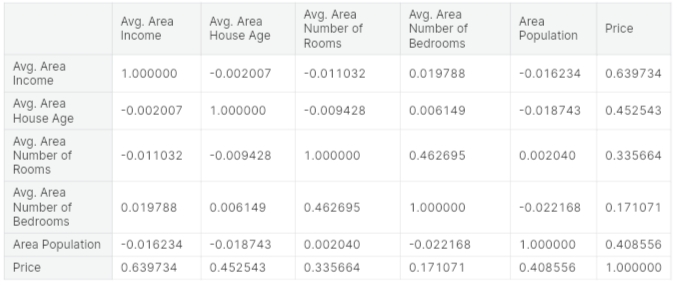 Avg. Area Income | Avg. Area House Age | Avg. Area Number of Rooms | Avg. Area Number of Bedrooms | Area Population | Price
Avg. Area Income | 1.000000 | -0.002007 | -0.011032 | 0.019788 | -0.016234 | 0.639734
Avg. Area House Age | -0.002007 | 1.000000 | -0.009428 | 0.006149 | -0.018743 | 0.452543
Avg. Area Number of Rooms | -0.011032 | -0.009428 | 1.000000 | 0.462695 | 0.002040 | 0.335664
Avg. Area Number of Bedrooms | 0.019788 | 0.006149 | 0.462695 | 1.000000 | -0.022168 | 0.171071
Area Population | -0.016234 | -0.018743 | 0.002040 | -0.022168 | 1.000000 | 0.408556
Price | 0.639734 | 0.452543 | 0.335664 | 0.171071 | 0.408556 | 1.000000